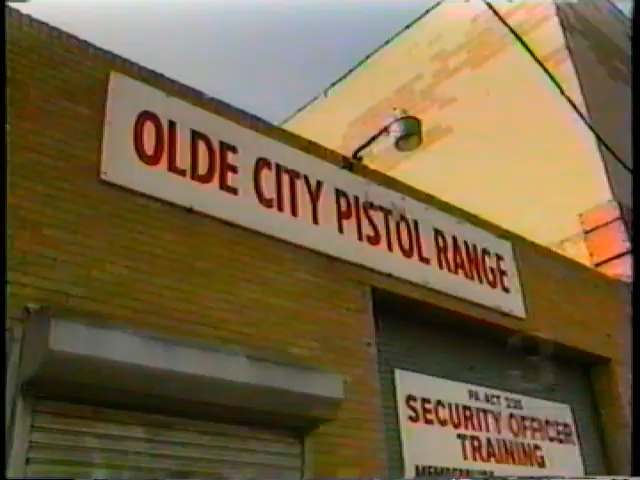 OLDE CITY PISTOL RANGE
PA. ACT 235
SECURITY OFFICER
TRAINING